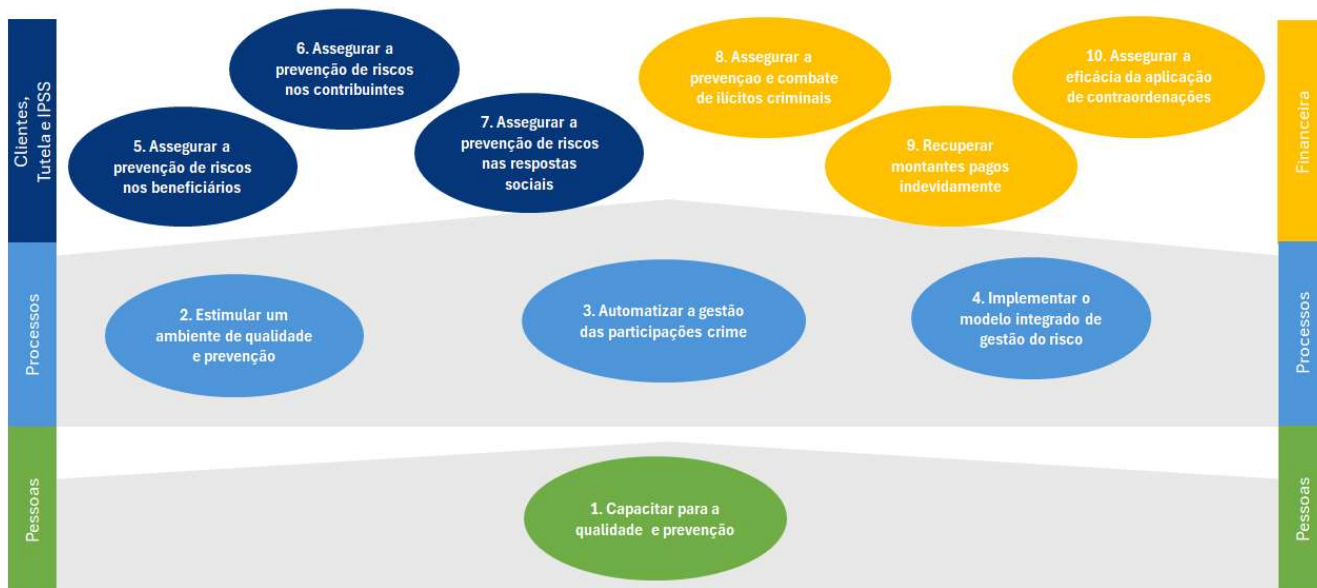 Clientes,
Tutela e IPSS
6. Assegurar a
prevenção de riscos
nos contribuintes
5. Assegurar a
prevenção de riscos
nos beneficiários
7. Assegurar a
prevenção de riscos
nas respostas
sociais
8. Assegurar a
prevençao e combate
de ilícitos criminais
9. Recuperar
montantes pagos
indevidamente
10. Assegurar a
eficácia da aplicação
de contraordenações
Financeira
Processos
2. Estimular um
ambiente de qualidade
e prevenção
3. Automatizar a gestão
das participações crime
4. Implementar o
modelo integrado de
gestão do risco
Processos
Pessoas
1. Capacitar para a
qualidade e prevenção
Pessoas